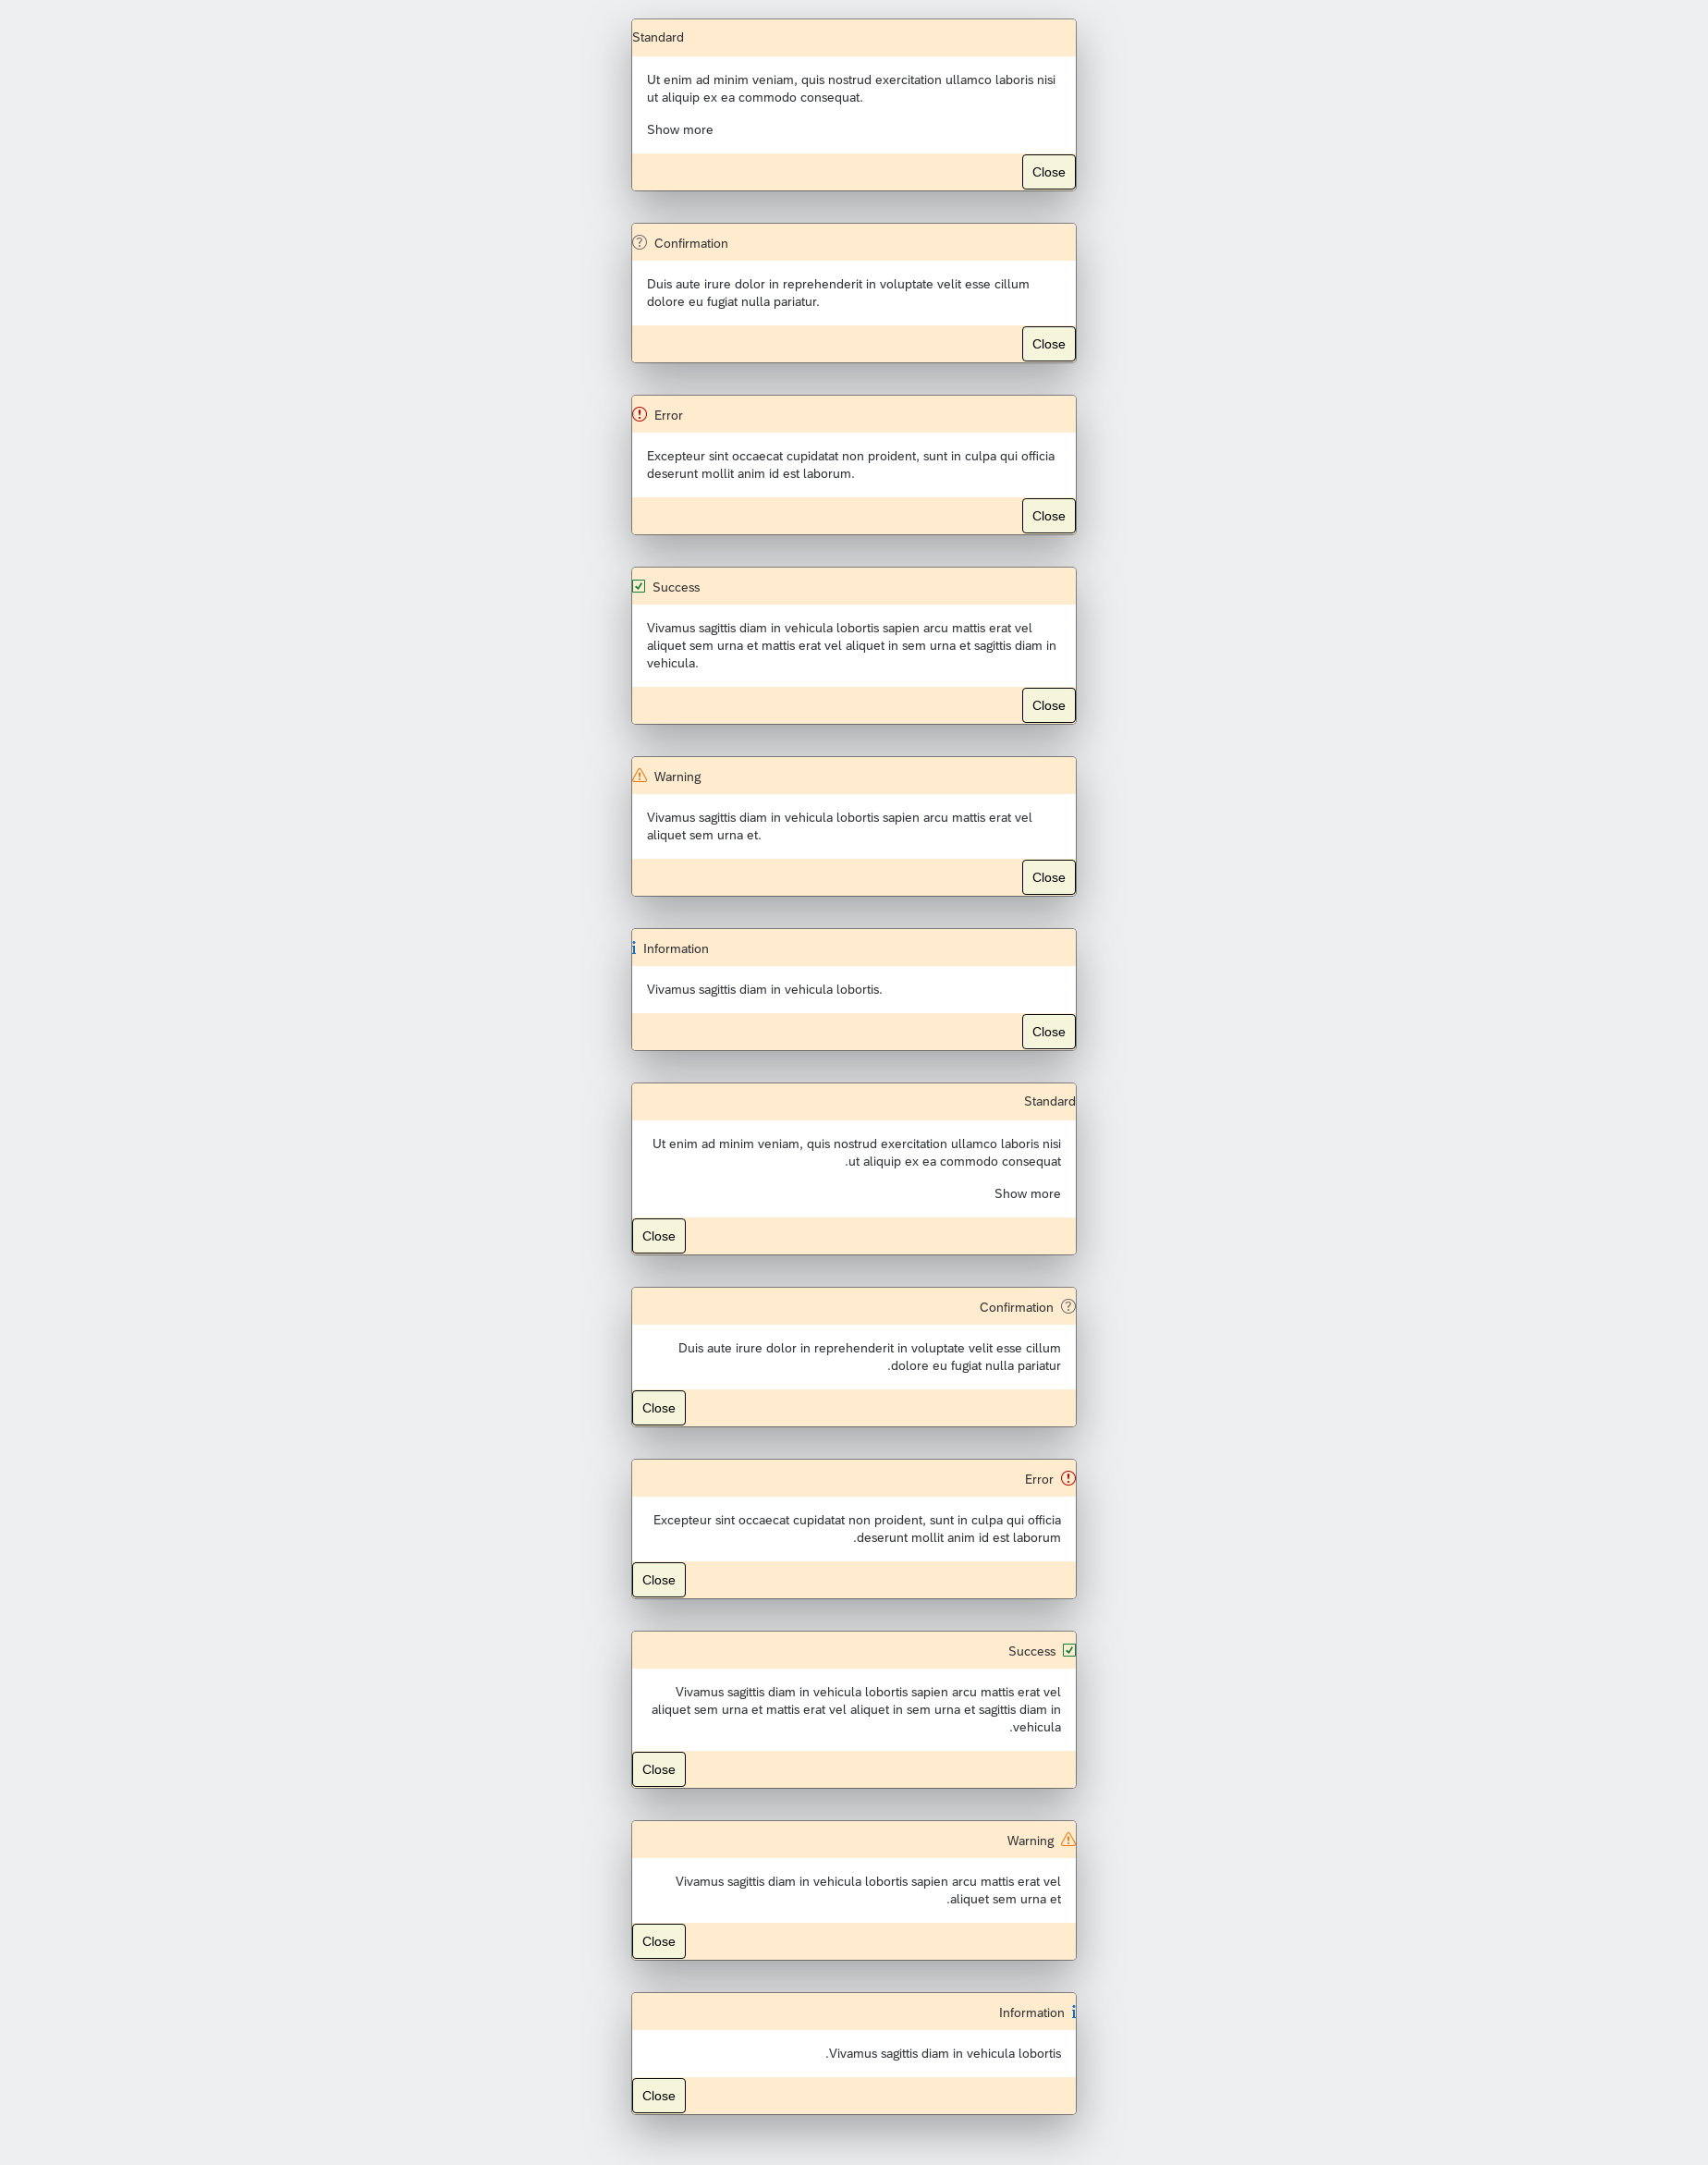 Standard
Ut enim ad minim veniam, quis nostrud exercitation ullamco laboris nisi
ut aliquip ex ea commodo consequat.
Show more
Close
Confirmation
Duis aute irure dolor in reprehenderit in voluptate velit esse cillum
dolore eu fugiat nulla pariatur.
Close
Error
Excepteur sint occaecat cupidatat non proident, sunt in culpa qui officia
deserunt mollit anim id est laborum.
Close
Success
Vivamus sagittis diam in vehicula lobortis sapien arcu mattis erat vel
aliquet sem urna et mattis erat vel aliquet in sem urna et sagittis diam in
vehicula.
Close
Warning
Vivamus sagittis diam in vehicula lobortis sapien arcu mattis erat vel
aliquet sem urna et.
Close
Information
Vivamus sagittis diam in vehicula lobortis.
Close
Standard
Ut enim ad minim veniam, quis nostrud exercitation ullamco laboris nisi
.ut aliquip ex ea commodo consequat
Show more
Close
Confirmation
Duis aute irure dolor in reprehenderit in voluptate velit esse cillum
.dolore eu fugiat nulla pariatur
Close
Error
Excepteur sint occaecat cupidatat non proident, sunt in culpa qui officia
.deserunt mollit anim id est laborum
Close
Success
Vivamus sagittis diam in vehicula lobortis sapien arcu mattis erat vel
aliquet sem urna et mattis erat vel aliquet in sem urna et sagittis diam in
.vehicula
Close
Warning
Vivamus sagittis diam in vehicula lobortis sapien arcu mattis erat vel
.aliquet sem urna et
Close
Information
.Vivamus sagittis diam in vehicula lobortis
Close